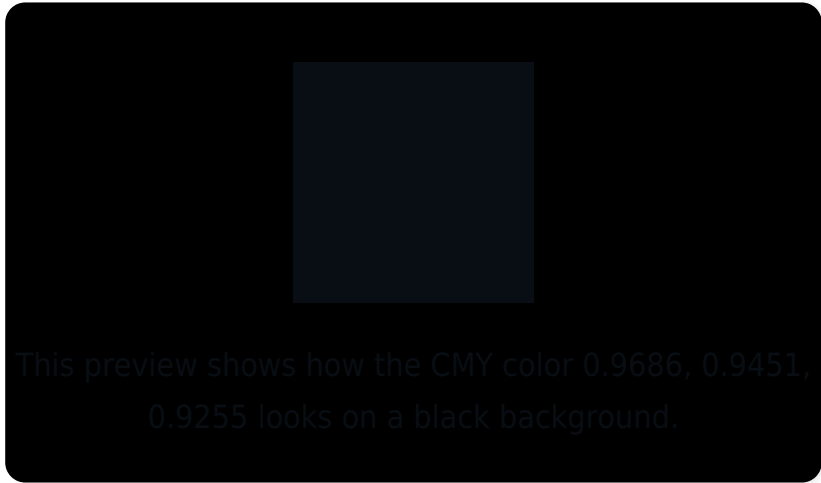 This preview shows how the CMY color 0.9686, 0.9451,
0.9255 looks on a black background.